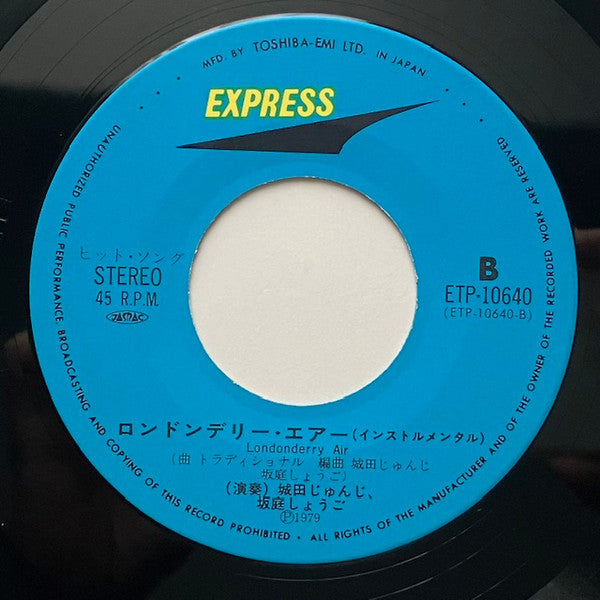 MFD. BY TOSHIBA-EMI LTD. IN JAPAN
EXPRESS
UNAUTHORIZED PUBLIC PERFORMANCE, BROADCASTING AND COPYING OF THIS RECORD PROHIBITED • ALL RIGHTS OF THE MANUFACTURER AND OF THE OWNER OF THE RECORDED WORK ARE RESERVED
ヒット・ソング
STEREO
45 R.P.M.
JASRAC
B
ETP-10640
(ETP-10640-B)
ロンドンデリー・エアー(インストルメンタル)
Londonderry Air
(曲 トラディショナル 編曲 城田じゅんじ
坂庭しょうご)
(演奏) 城田じゅんじ、
坂庭しょうご
Ⓟ1979